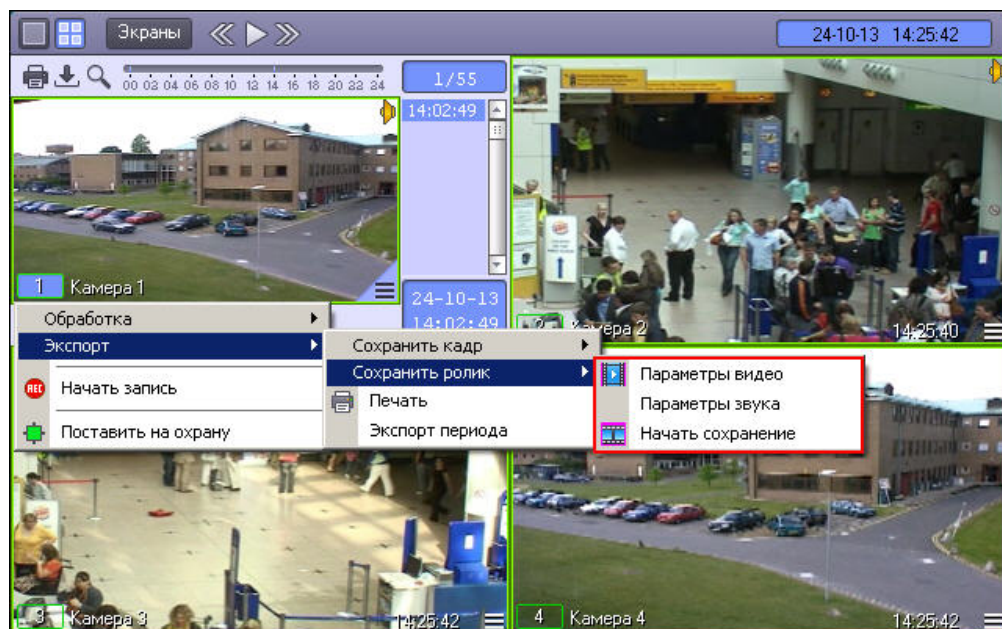 Экраны
24-10-13 14:25:42
00 02 04 06 08 10 12 14 16 18 20 22 24
1/55
14:02:49
1 Камера 1
24-10-13
14:02:49
2 Камера 2
14:25:40
Обработка
Экспорт
REC Начать запись
Поставить на охрану
Сохранить кадр
Сохранить ролик
Печать
Экспорт периода
Параметры видео
Параметры звука
Начать сохранение
3 Камера 3
14:25:42
4 Камера 4
14:25:42